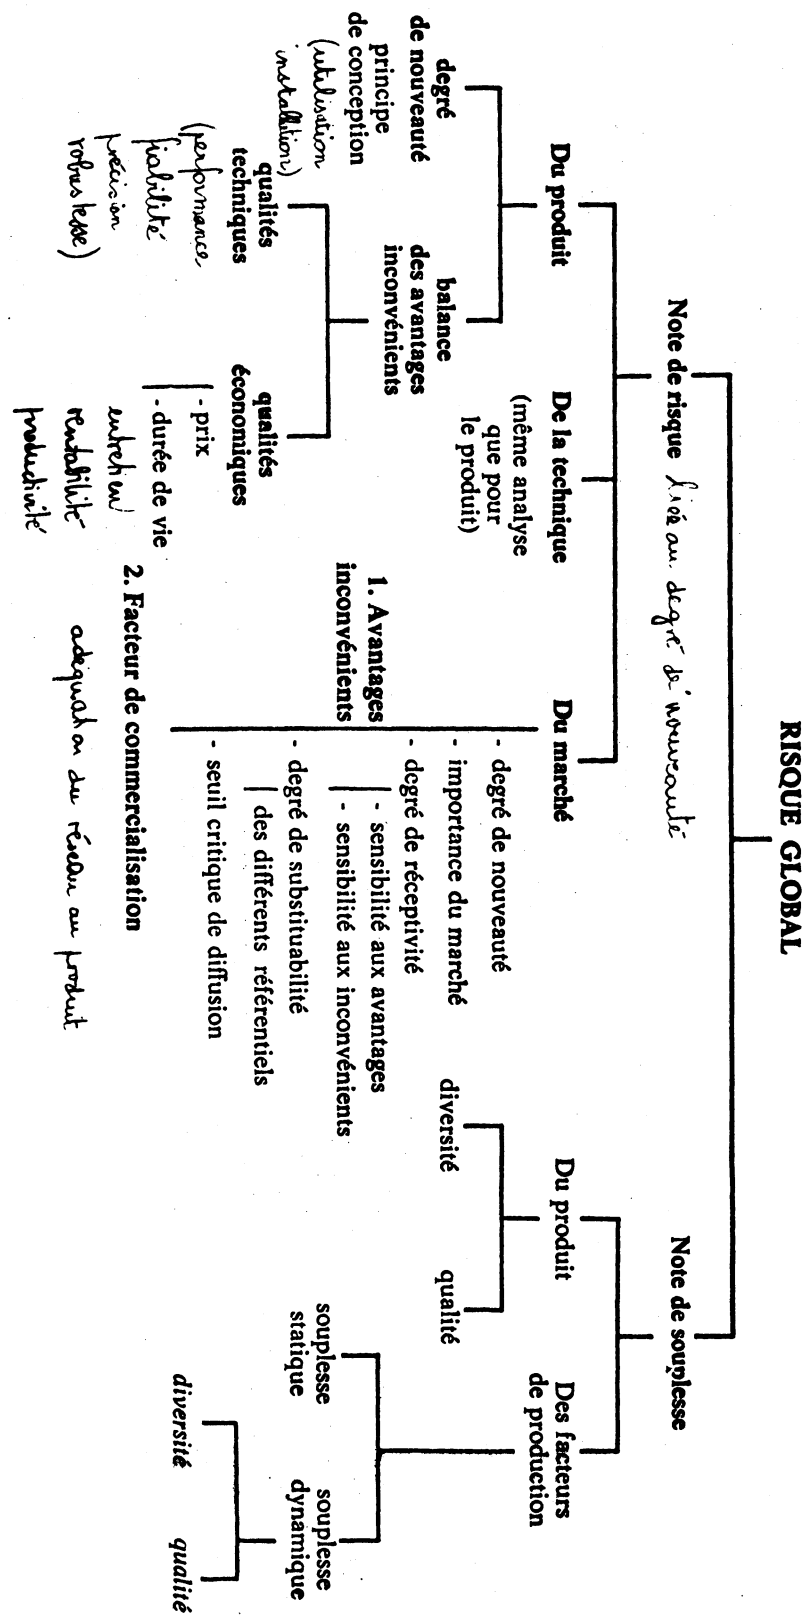 RISQUE GLOBAL
Note de risque lié au degré de nouveauté
Note de souplesse
Du produit
De la technique
(même analyse
que pour
le produit)
Du marché
Du produit
Des facteurs
de production
degré
de nouveauté
principe
de conception
(utilisation
installation)
balance
des avantages
inconvénients
qualités
techniques
(performance
fiabilité
précision
robustesse)
qualités
économiques
- prix
- durée de vie
entretien
rentabilité
productivité
1. Avantages
inconvénients
- degré de nouveauté
- importance du marché
- degré de réceptivité
- sensibilité aux avantages
- sensibilité aux inconvénients
- degré de substituabilité
des différents référentiels
- seuil critique de diffusion
2. Facteur de commercialisation
adéquation du réseau au produit
diversité
qualité
souplesse
statique
souplesse
dynamique
diversité
qualité